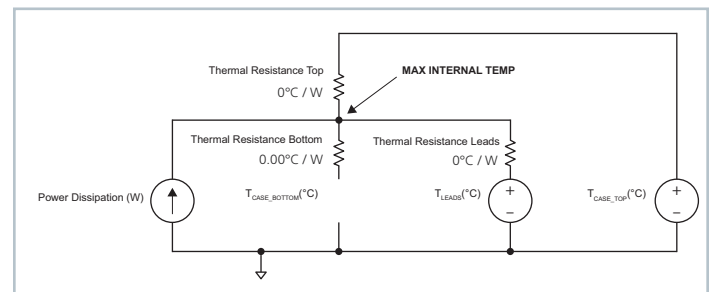 Thermal Resistance Top
0°C / W
MAX INTERNAL TEMP
Thermal Resistance Bottom
0.00°C / W
Thermal Resistance Leads
0°C / W
Power Dissipation (W)
T_CASE_BOTTOM(°C)
T_LEADS(°C)
+
–
T_CASE_TOP(°C)
+
–